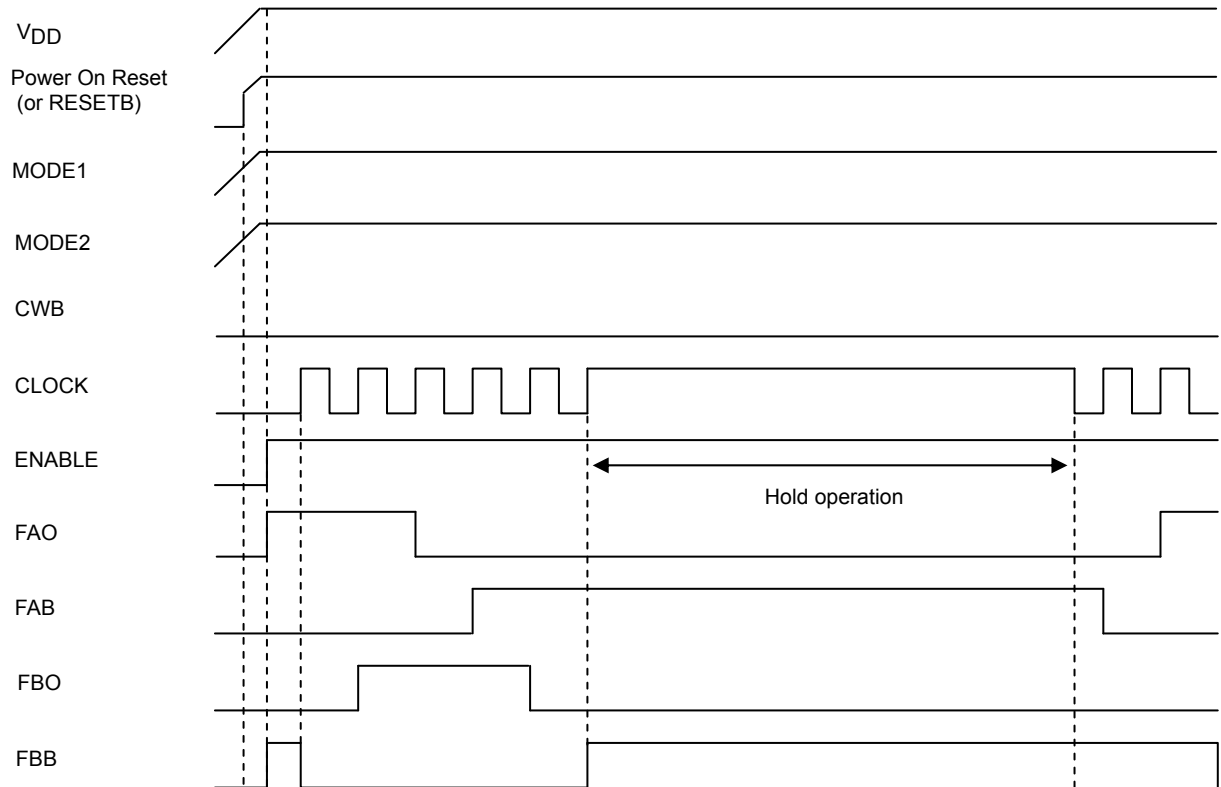 VDD
Power On Reset
(or RESETB)
MODE1
MODE2
CWB
CLOCK
ENABLE
Hold operation
FAO
FAB
FBO
FBB